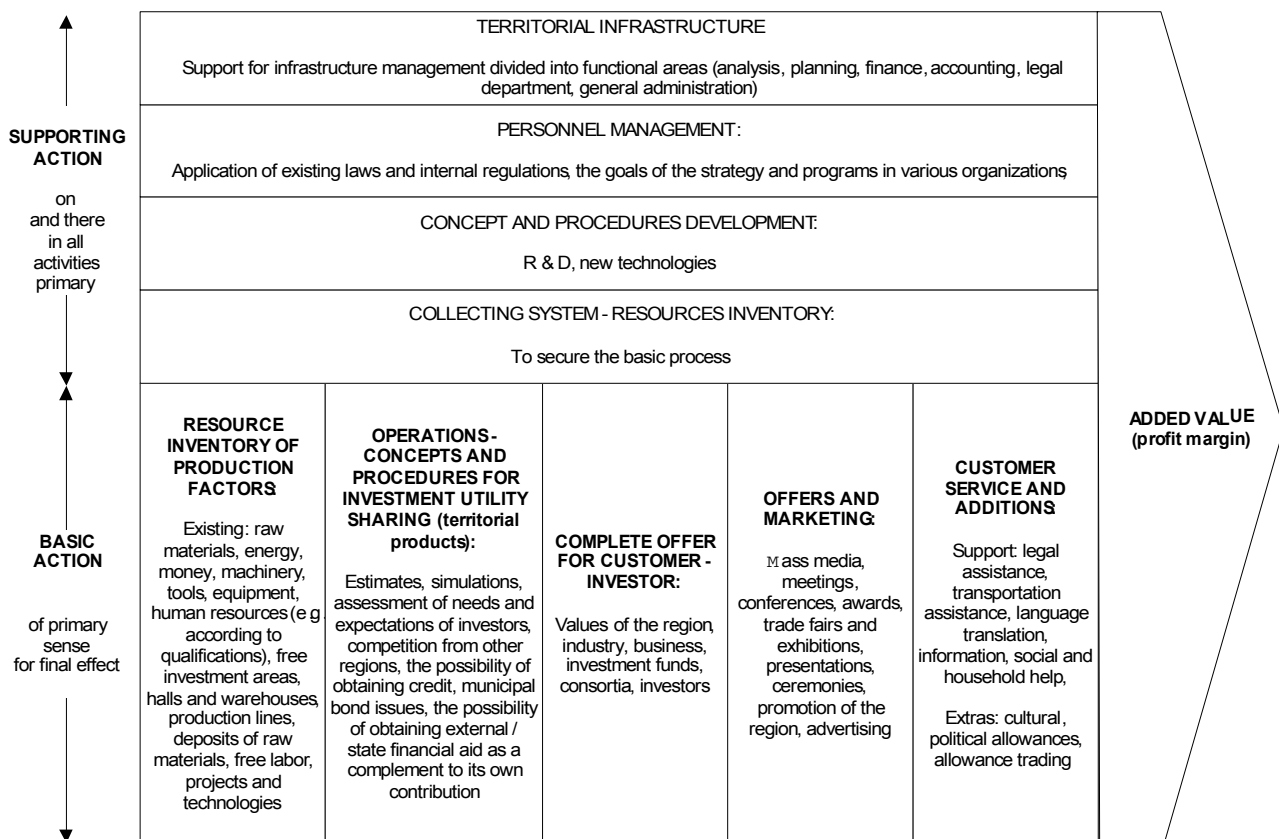 TERRITORIAL INFRASTRUCTURE
Support for infrastructure management divided into functional areas (analysis, planning, finance, accounting, legal
department, general administration)
SUPPORTING
ACTION
on
and there
in all
activities
primary
PERSONNEL MANAGEMENT:
Application of existing laws and internal regulations, the goals of the strategy and programs in various organizations,
CONCEPT AND PROCEDURES DEVELOPMENT:
R & D, new technologies
COLLECTING SYSTEM - RESOURCES INVENTORY:
To secure the basic process
BASIC
ACTION
of primary
sense
for final effect
RESOURCE
INVENTORY OF
PRODUCTION
FACTORS:
Existing: raw
materials, energy,
money, machinery,
tools, equipment,
human resources (e g.
according to
qualifications), free
investment areas,
halls and warehouses,
production lines,
deposits of raw
materials, free labor,
projects and
technologies
OPERATIONS -
CONCEPTS AND
PROCEDURES FOR
INVESTMENT UTILITY
SHARING (territorial
products):
Estimates, simulations,
assessment of needs and
expectations of investors,
competition from other
regions, the possibility of
obtaining credit, municipal
bond issues, the possibility
of obtaining external /
state financial aid as a
complement to its own
contribution
COMPLETE OFFER
FOR CUSTOMER -
INVESTOR:
Values of the region,
industry, business,
investment funds,
consortia, investors
OFFERS AND
MARKETING:
Mass media,
meetings,
conferences, awards,
trade fairs and
exhibitions,
presentations,
ceremonies,
promotion of the
region, advertising
CUSTOMER
SERVICE AND
ADDITIONS:
Support: legal
assistance,
transportation
assistance, language
translation,
information, social and
household help,
Extras: cultural,
political allowances,
allowance trading
ADDED VALUE
(profit margin)